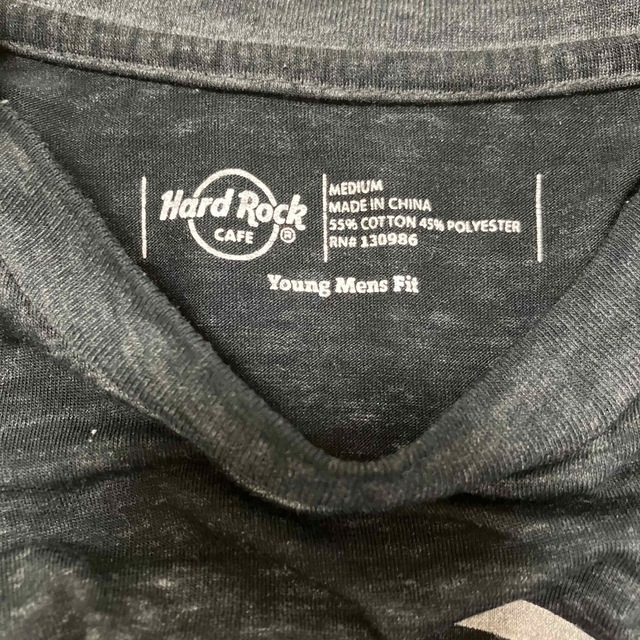 Hard Rock
CAFE ®
MEDIUM
MADE IN CHINA
55% COTTON 45% POLYESTER
RN# 130986
Young Mens Fit